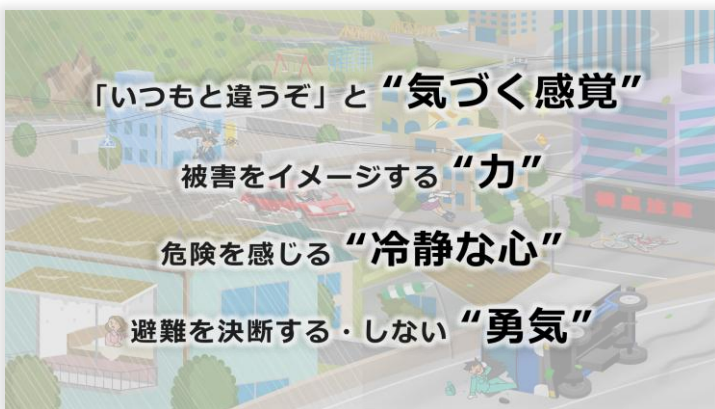 「いつもと違うぞ」と “気づく感覚”
被害をイメージする “力”
危険を感じる “冷静な心”
避難を決断する・しない “勇気”